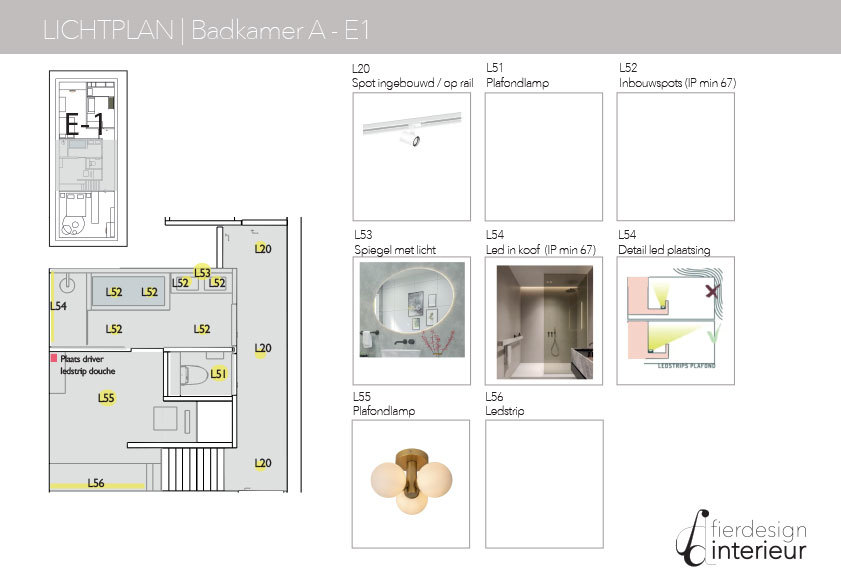 LICHTPLAN | Badkamer A - E1
E-1
L20
Spot ingebouwd / op rail
L51
Plafondlamp
L52
Inbouwspots (IP min 67)
L53
Spiegel met licht
L54
Led in koof (IP min 67)
L54
Detail led plaatsing
LEDSTRIPS PLAFOND
L55
Plafondlamp
L56
Ledstrip
L20
L53
L52
L52
L52
L52
L54
L52
L52
L20
Plaats driver
ledstrip douche
L51
L55
L20
L56
fierdesign
interieur